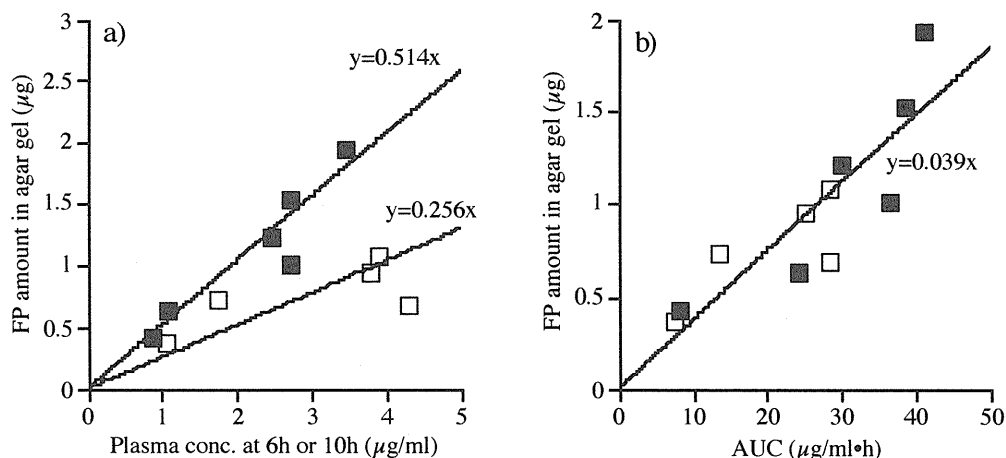 a)
3
2.5
2
1.5
1
0.5
0
FP amount in agar gel (µg)
y=0.514x
y=0.256x
0 1 2 3 4 5
Plasma conc. at 6h or 10h (µg/ml)
b)
2
1.5
1
0.5
0
FP amount in agar gel (µg)
y=0.039x
0 10 20 30 40 50
AUC (µg/ml•h)